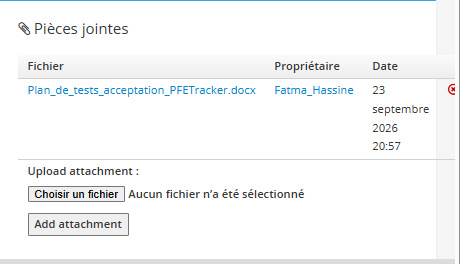 Pièces jointes
Fichier Propriétaire Date
Plan_de_tests_acceptation_PFETracker.docx Fatma_Hassine 23
septembre
2026
20:57
Upload attachment :
Choisir un fichier Aucun fichier n’a été sélectionné
Add attachment